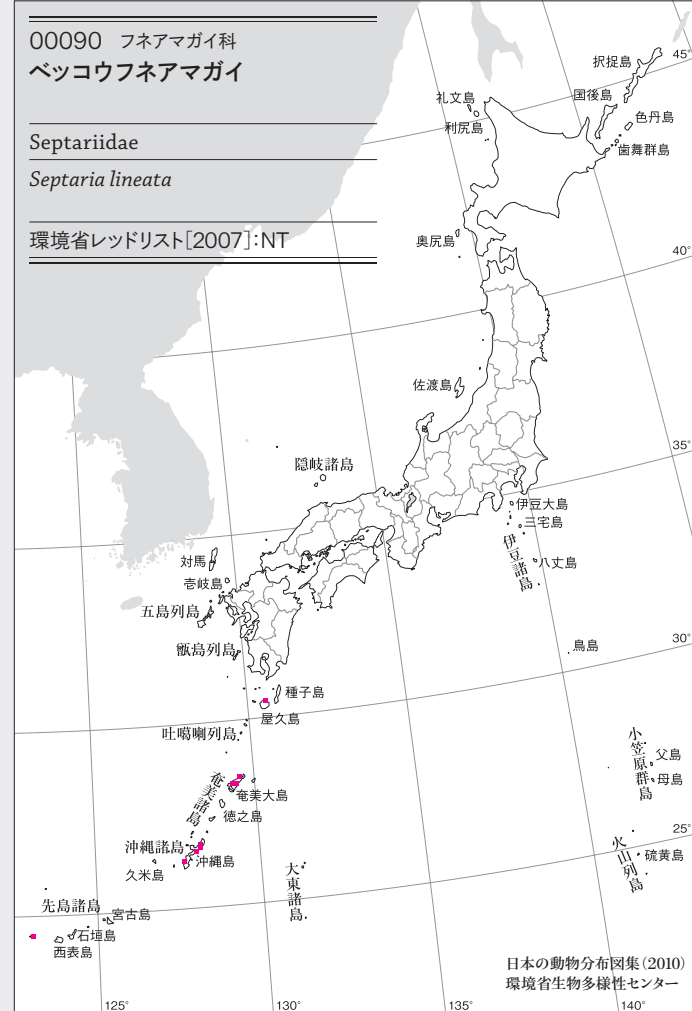 00090 フネアマガイ科
ベッコウフネアマガイ
Septariidae
Septaria lineata
環境省レッドリスト[2007]:NT
択捉島
45°
国後島
礼文島
色丹島
利尻島
歯舞群島
奥尻島
40°
佐渡島
35°
隠岐諸島
伊豆大島
三宅島
伊豆諸島
八丈島
対馬
壱岐島
五島列島
甑島列島
鳥島
30°
種子島
屋久島
吐噶喇列島
小笠原群島
父島
母島
奄美諸島
奄美大島
徳之島
25°
沖縄諸島
沖縄島
久米島
大東諸島
火山列島
硫黄島
先島諸島
宮古島
石垣島
西表島
日本の動物分布図集(2010)
環境省生物多様性センター
125°
130°
135°
140°